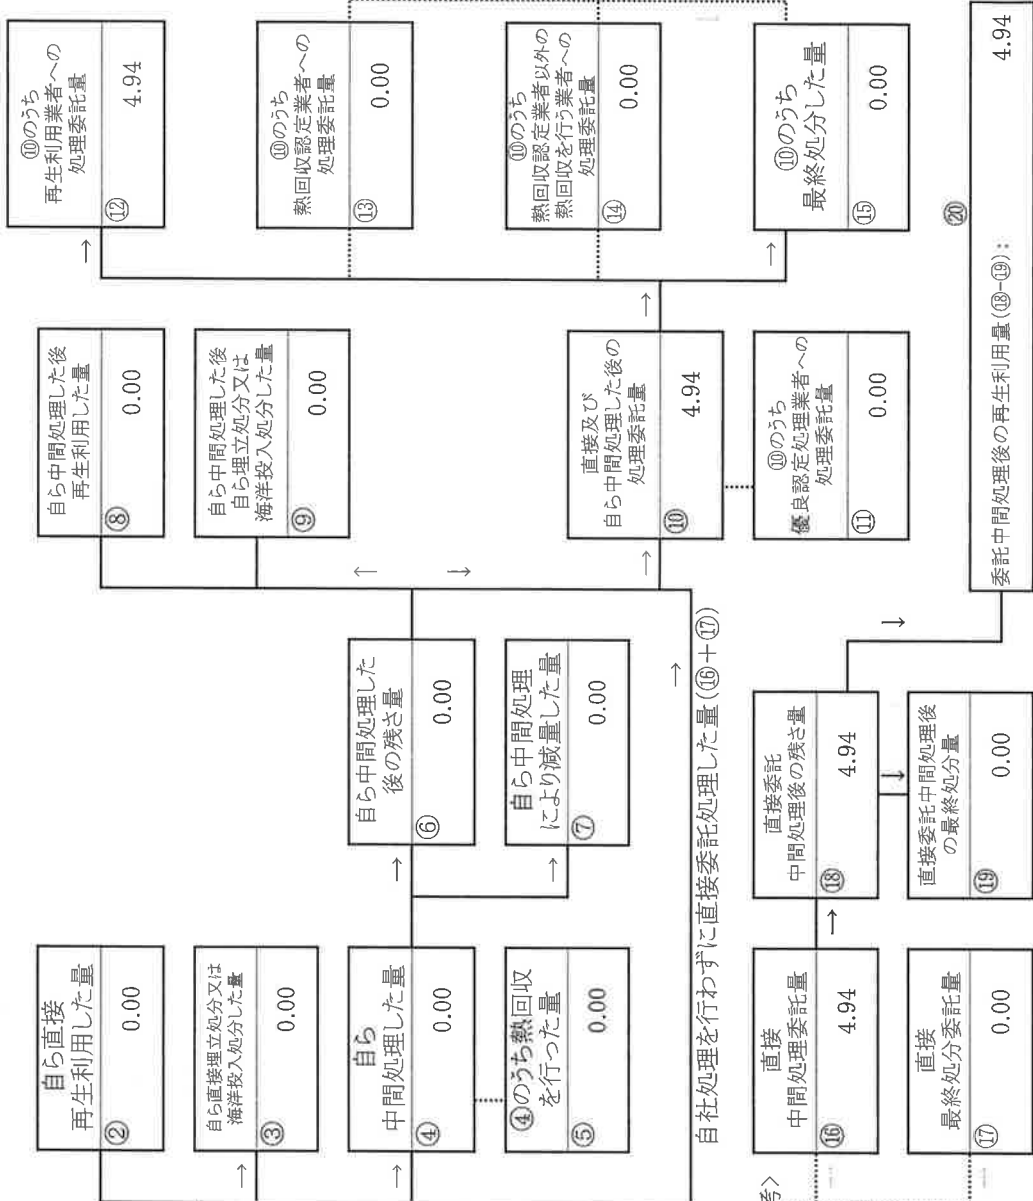 自ら直接
再生利用した量
②
0.00
自ら直接埋立処分又は
海洋投入処分した量
③
0.00
自ら
中間処理した量
④
0.00
④のうち熱回収
を行った量
⑤
0.00
自ら中間処理した
後の残さ量
⑥
0.00
自ら中間処理
により減量した量
⑦
0.00
自ら中間処理した後
再生利用した量
⑧
0.00
自ら中間処理した後
自ら埋立処分又は
海洋投入処分した量
⑨
0.00
直接及び
自ら中間処理した後の
処理委託量
⑩
4.94
⑩のうち
優良認定処理業者への
処理委託量
⑪
0.00
⑩のうち
再生利用業者への
処理委託量
⑫
4.94
⑩のうち
熱回収認定業者への
処理委託量
⑬
0.00
⑩のうち
熱回収認定業者以外の
熱回収を行う業者への
処理委託量
⑭
0.00
⑩のうち
最終処分した量
⑮
0.00
自社処理を行わずに直接委託処理した量(⑯＋⑰)
考>
直接
中間処理委託量
⑯
4.94
直接
最終処分委託量
⑰
0.00
直接委託
中間処理後の残さ量
⑱
4.94
直接委託中間処理後
の最終処分量
⑲
0.00
⑳
委託中間処理後の再生利用量(⑱-⑲)：
4.94